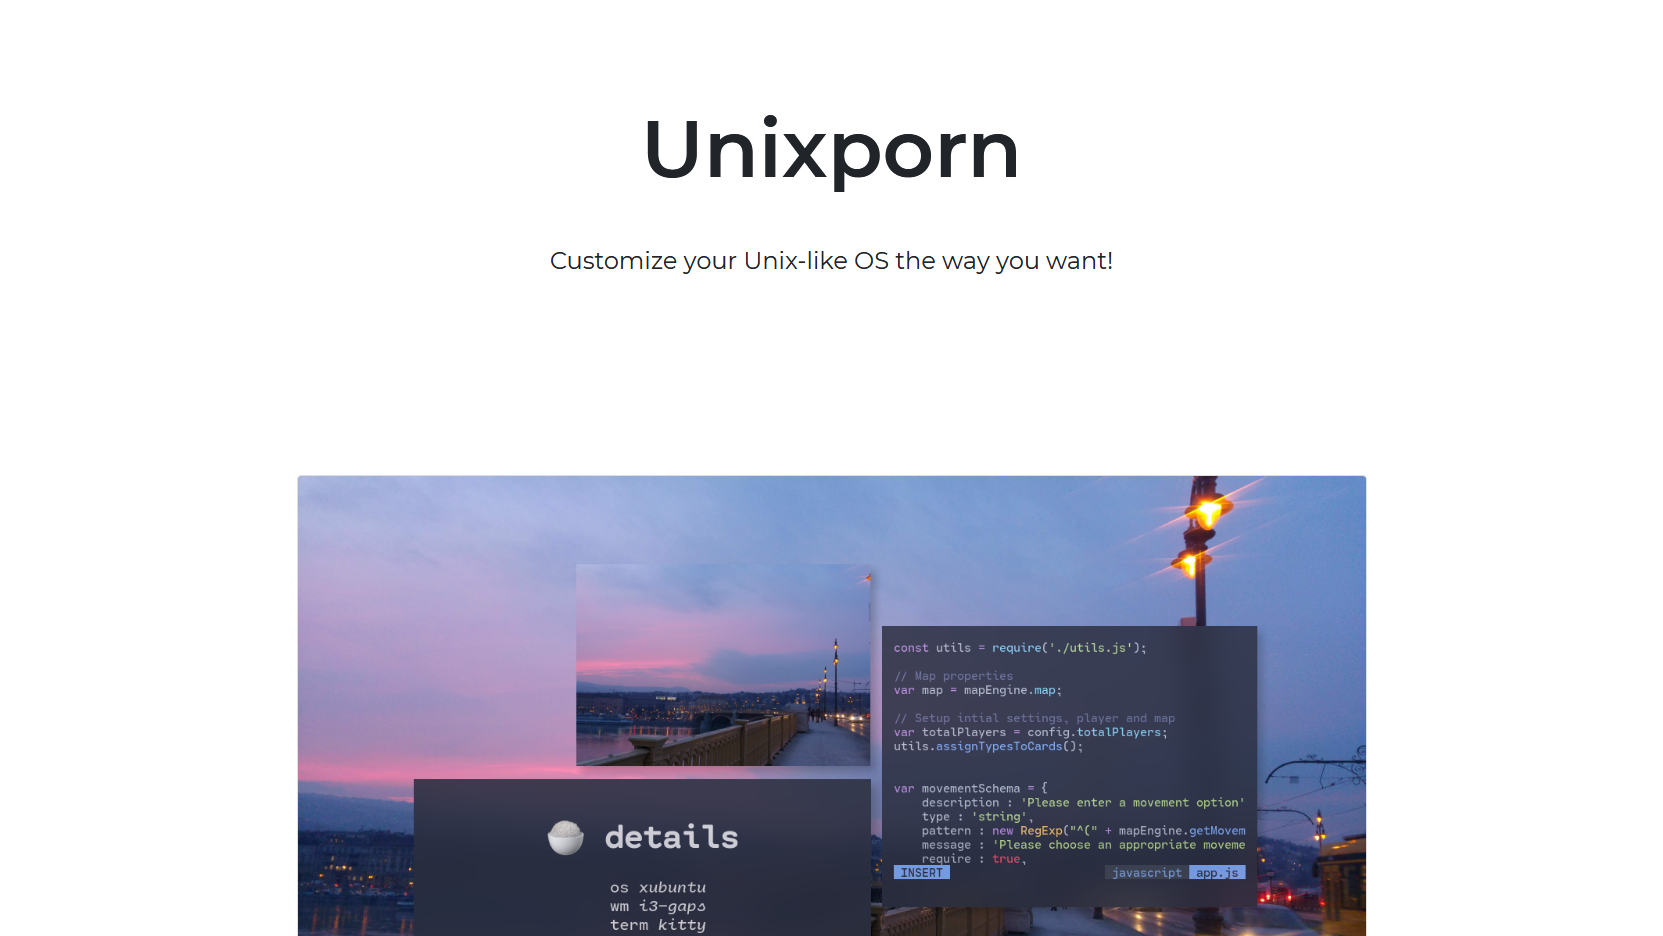 Unixporn
Customize your Unix-like OS the way you want!
const utils = require('./utils.js');
// Map properties
var map = mapEngine.map;
// Setup intial settings, player and map
var totalPlayers = config.totalPlayers;
utils.assignTypesToCards();
var movementSchema = {
description : 'Please enter a movement option'
type : 'string',
pattern : new RegExp("^(" + mapEngine.getMovem
message : 'Please choose an appropriate moveme
require : true,
INSERT javascript app.js
details
os xubuntu
wm i3-gaps
term kitty